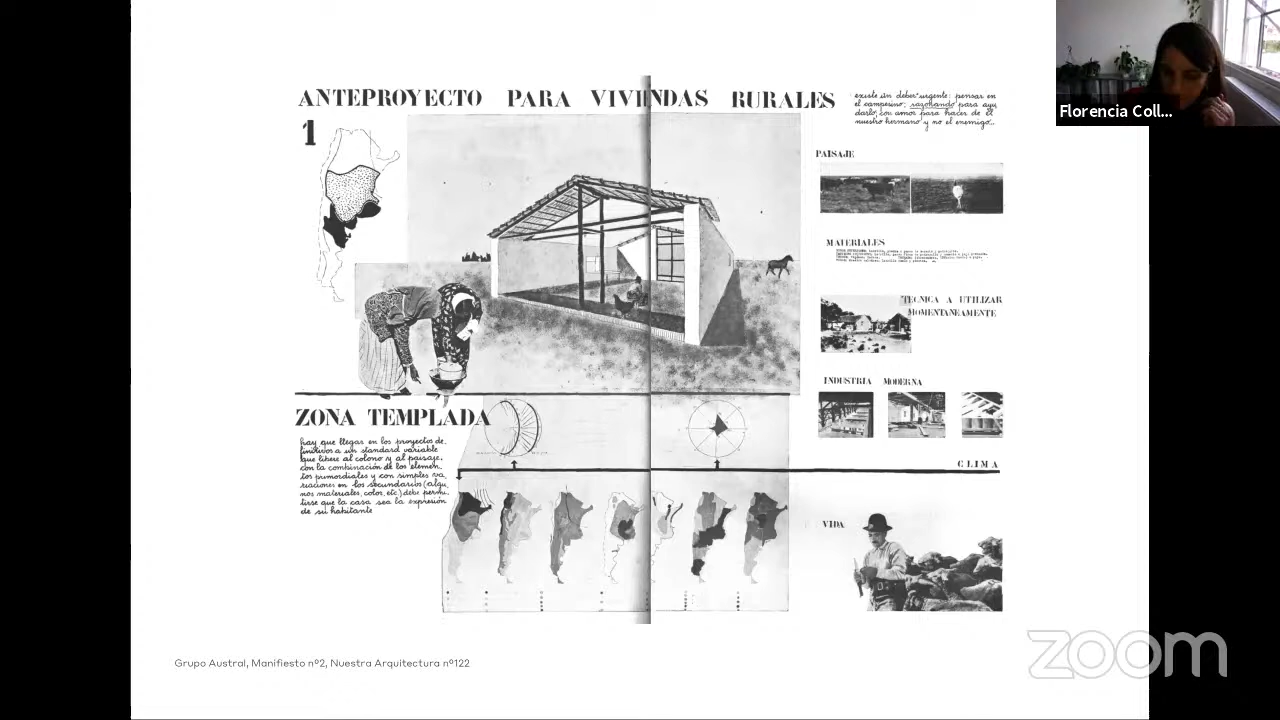 Florencia Coll...
ANTEPROYECTO PARA VIVIENDAS RURALES
1
existe un deber urgente: pensar en
el campesino; razonando para ayu
darlo; con amor para hacer de él
nuestro hermano y no el enemigo...
PAISAJE
MATERIALES
TECNICA A UTILIZAR
MOMENTANEAMENTE
INDUSTRIA MODERNA
ZONA TEMPLADA
hay que llegar en los proyectos de
finitivos a un standard variable
que libere al colono y al paisaje.
con la combinación de los elemen
tos primordiales y con simples va
riaciones en los secundarios (algu
nos materiales, color, etc.) debe permi
tirse que la casa sea la expresión
de su habitante
CLIMA
VIDA
Grupo Austral, Manifiesto nº2, Nuestra Arquitectura nº122
zoom